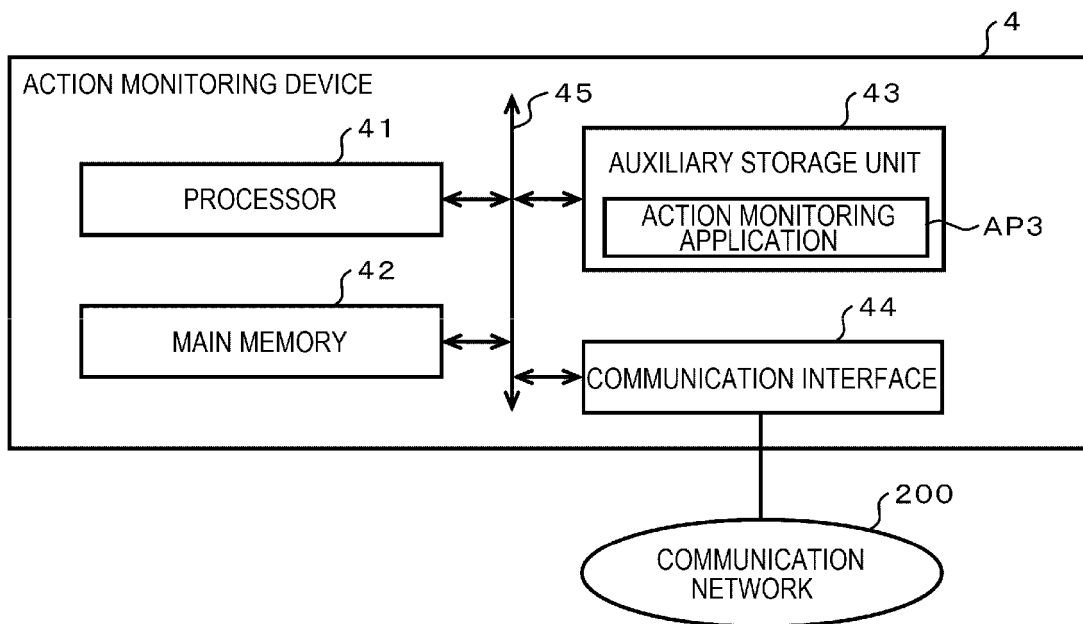 4
ACTION MONITORING DEVICE
45
43
41
AUXILIARY STORAGE UNIT
PROCESSOR
ACTION MONITORING
APPLICATION
AP3
42
44
MAIN MEMORY
COMMUNICATION INTERFACE
200
COMMUNICATION
NETWORK